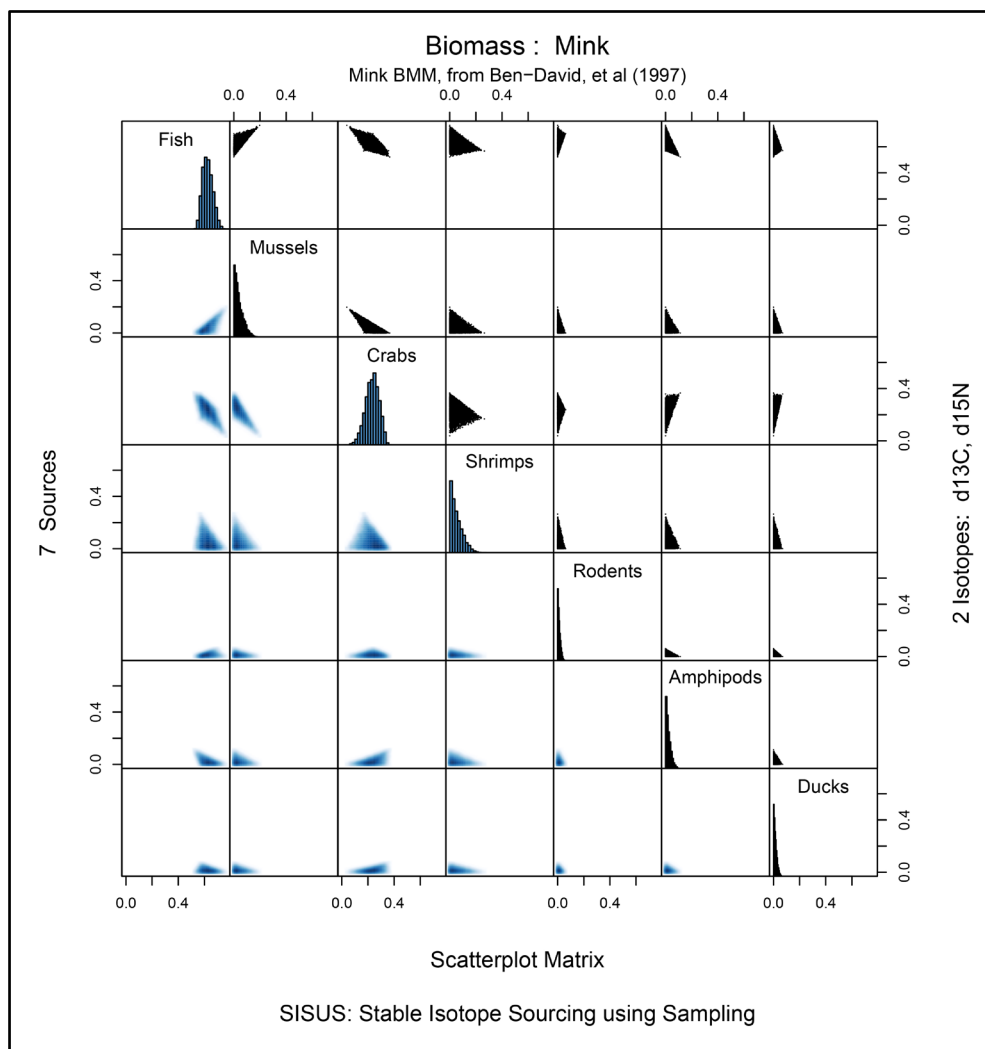 Biomass :  Mink
Mink BMM, from Ben−David, et al (1997)
0.0 0.4 0.0 0.4 0.0 0.4
Fish
0.0 0.4
Mussels
0.0 0.4
Crabs
0.0 0.4
7  Sources
Shrimps
0.0 0.4
2 Isotopes:  d13C, d15N
Rodents
0.0 0.4
Amphipods
0.0 0.4
Ducks
0.0 0.4
0.0 0.4 0.0 0.4 0.0 0.4 0.0 0.4
Scatterplot Matrix
SISUS: Stable Isotope Sourcing using Sampling